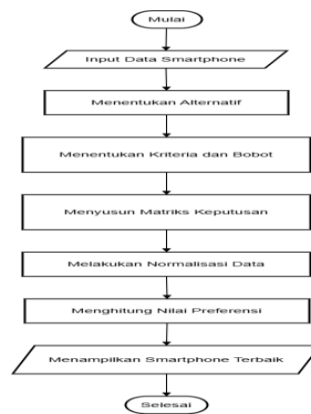 Mulai
Input Data Smartphone
Menentukan Alternatif
Menentukan Kriteria dan Bobot
Menyusun Matriks Keputusan
Melakukan Normalisasi Data
Menghitung Nilai Preferensi
Menampilkan Smartphone Terbaik
Selesai